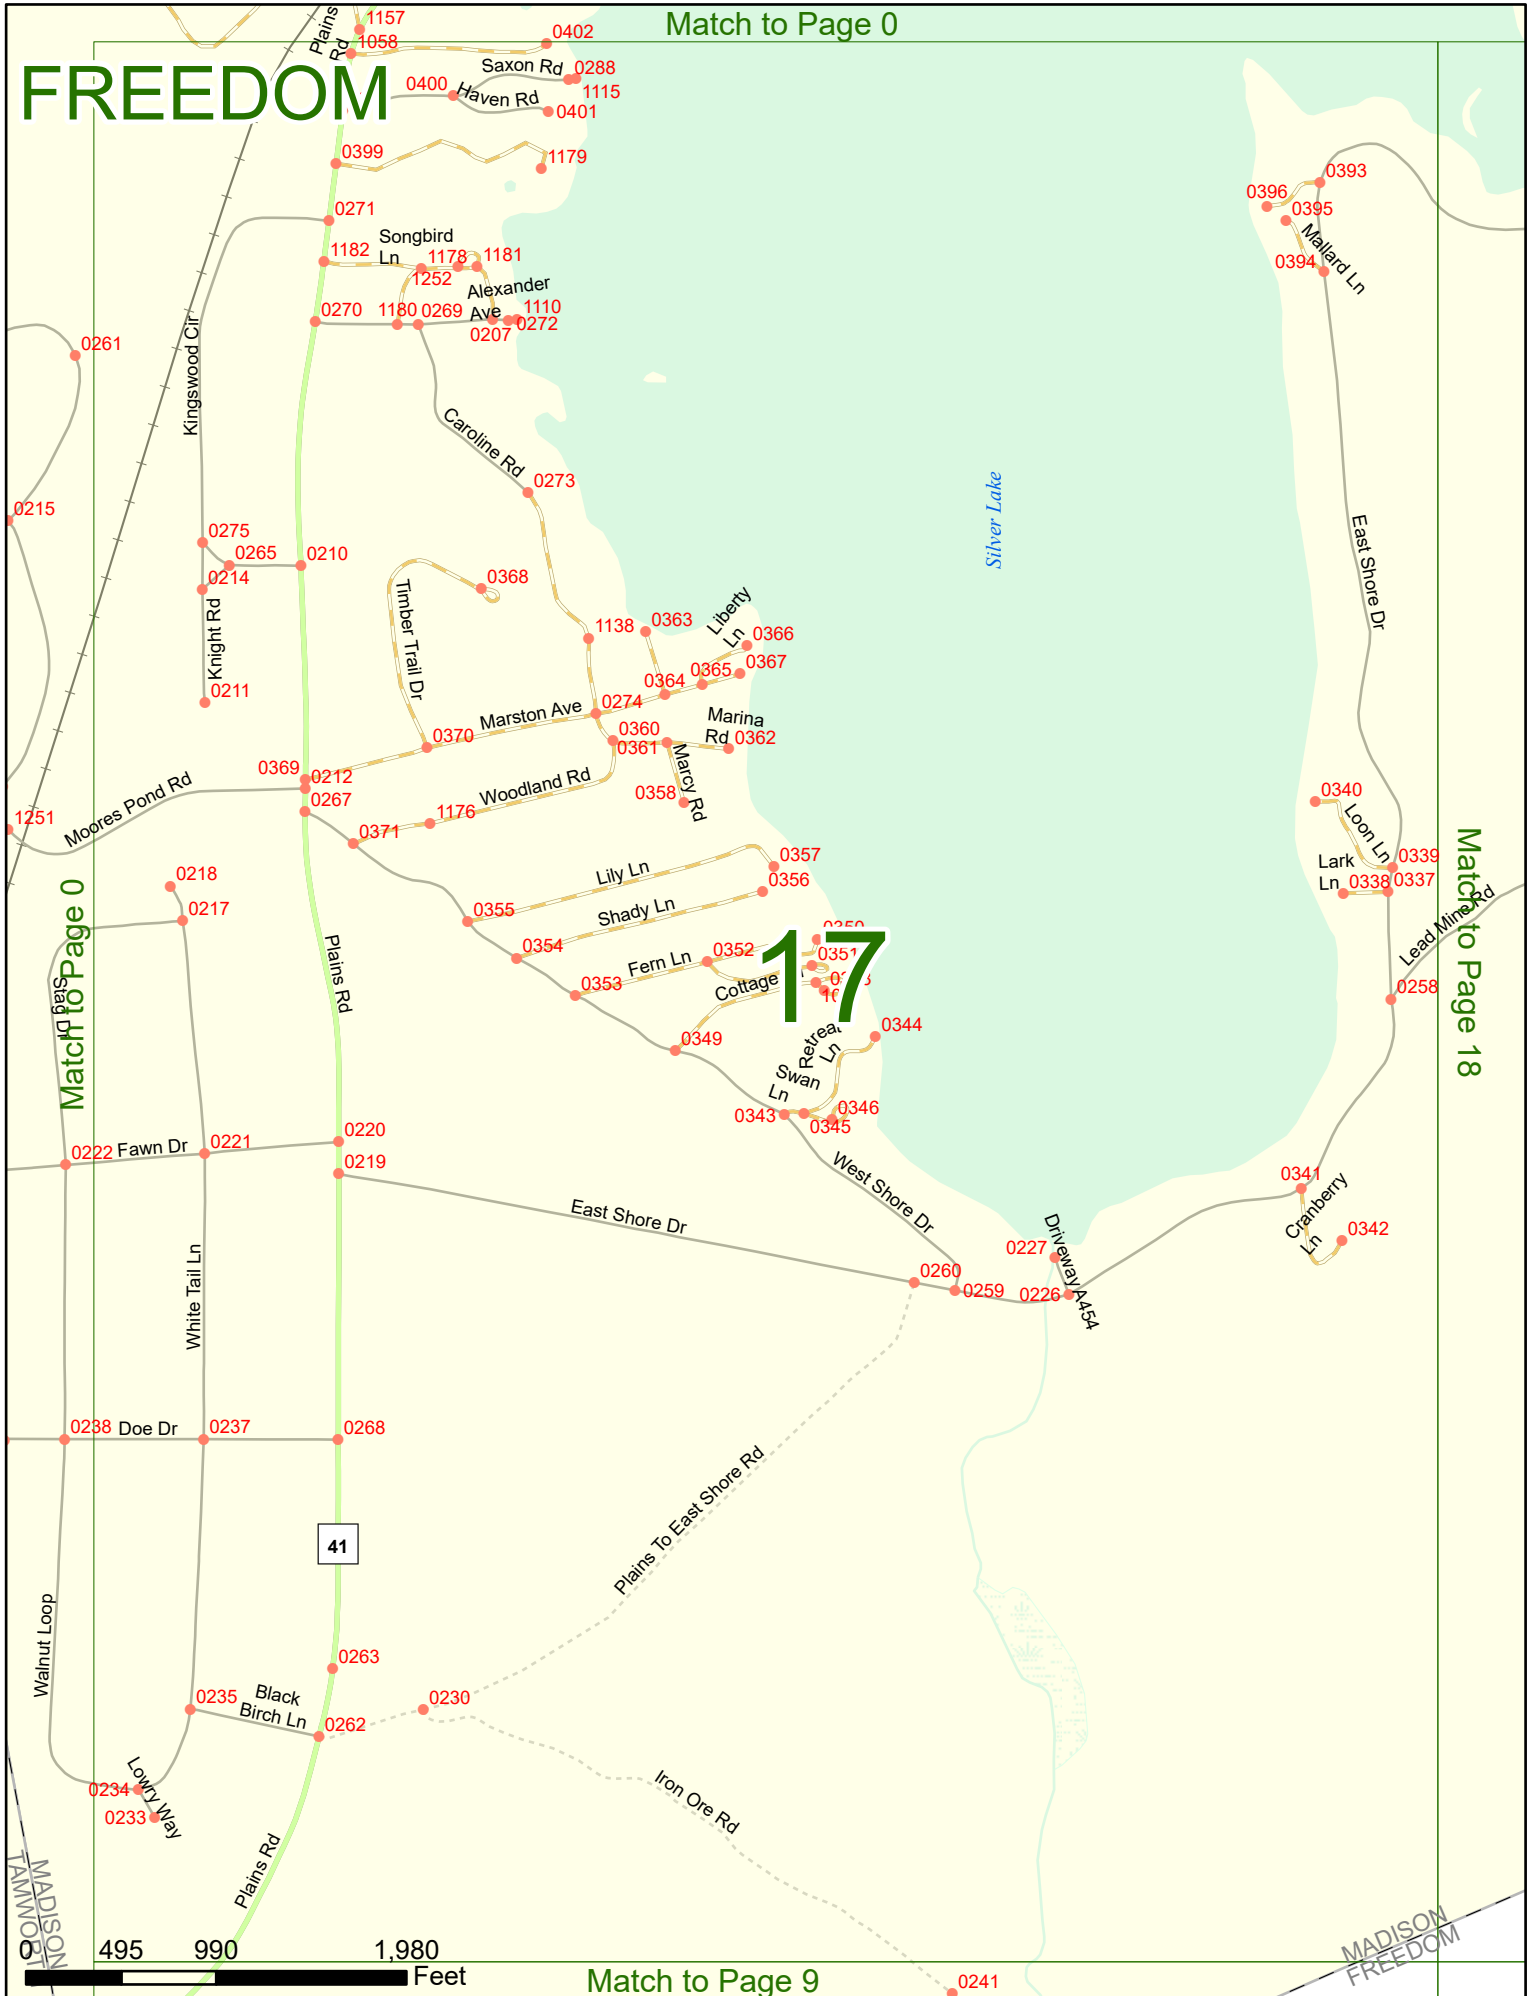 Match to Page 0
FREEDOM
Plains
Rd
1157
1058
0402
Saxon Rd
0288
1115
0400
Haven Rd
0401
0399
1179
0393
0396
0395
Mallard Ln
0394
0271
Songbird
Ln
1182
1178
1181
1252
Alexander
Ave
0270
1180
0269
1110
0207
0272
0261
Kingswood Cir
Caroline Rd
0273
Silver Lake
East Shore Dr
0215
0275
0265
0210
0214
Knight Rd
0211
0368
Timber Trail Dr
Liberty
Ln
1138
0363
0366
0365
0367
0364
0274
Marston Ave
0370
0360
0361
Marina
Rd
0362
Marcy Rd
0358
0369
0212
0267
Moores Pond Rd
1251
Woodland Rd
1176
0371
0340
Loon Ln
0339
Lark
Ln
0338
0337
Lead Mine Rd
0258
Match to Page 18
Lily Ln
0357
0356
Shady Ln
0355
0354
0218
0217
Match to Page 0
Stag Dr
Plains Rd
Fern Ln
0352
0351
0353
Cottage
17
0349
Retreat
Ln
0344
Swan
Ln
0343
0346
0345
0220
0221
Fawn Dr
0222
0219
West Shore Dr
East Shore Dr
0341
Cranberry
Ln
0342
Driveway A454
0227
0260
0259
0226
White Tail Ln
0238
Doe Dr
0237
0268
Plains To East Shore Rd
41
Walnut Loop
0263
0235
Black
Birch Ln
0262
0230
Lowry Way
0234
0233
Iron Ore Rd
Plains Rd
MADISON
TAMWORT
MADISON
FREEDOM
0 495 990 1,980
Feet
Match to Page 9
0241